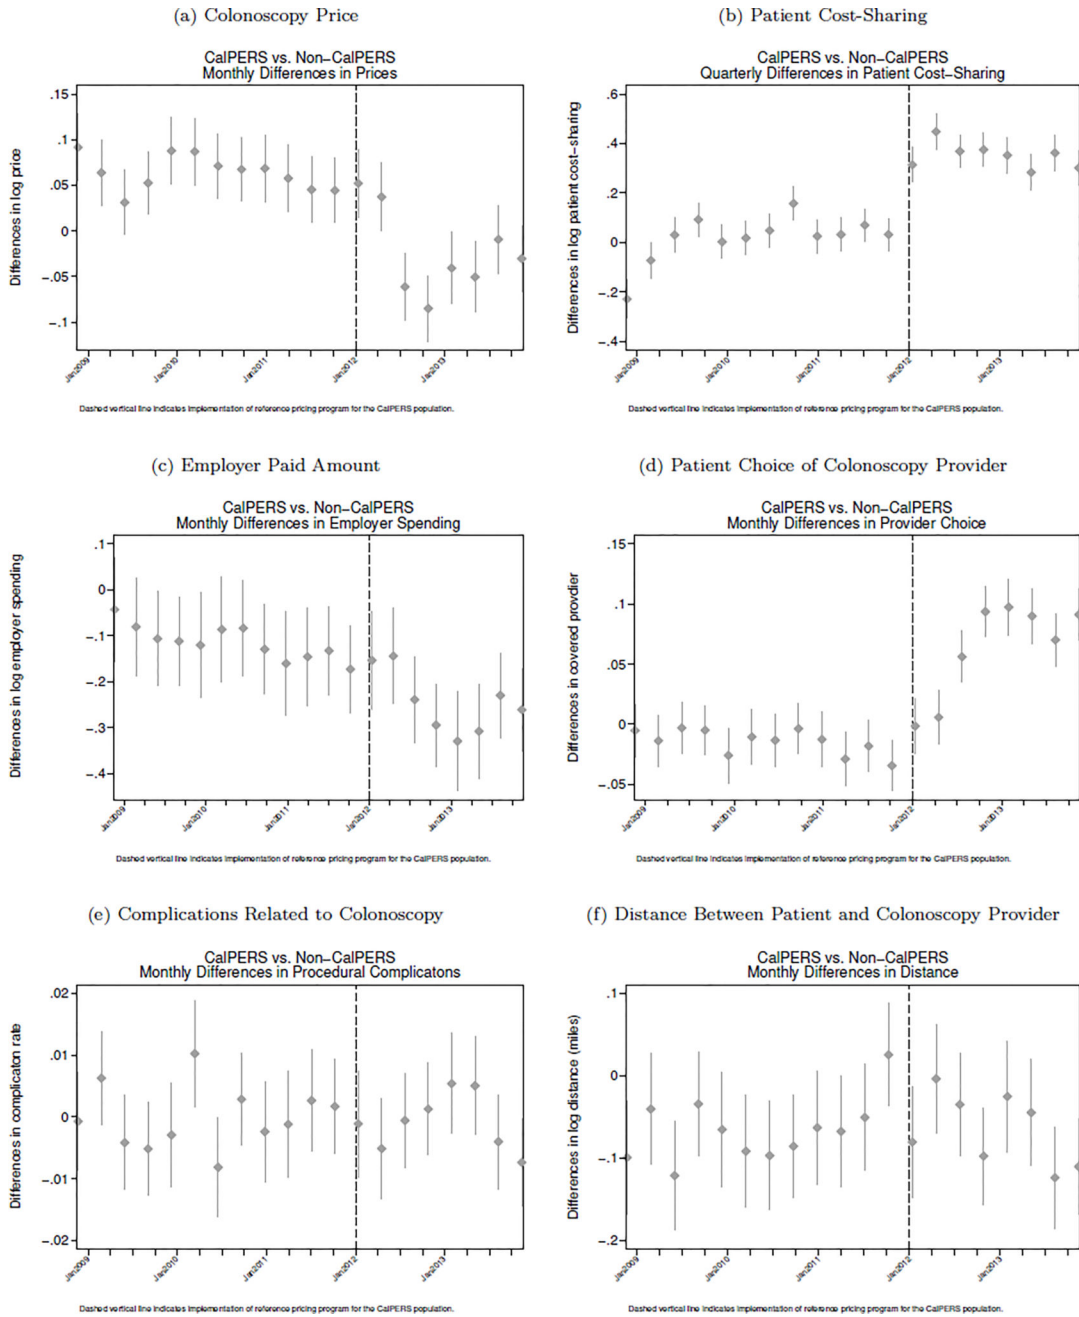 (a) Colonoscopy Price
CalPERS vs. Non−CalPERS
Monthly Differences in Prices
Differences in log price
.15
.1
.05
0
−.05
−.1
Jan2009
Jan2010
Jan2011
Jan2012
Jan2013
Dashed vertical line indicates implementation of reference pricing program for the CalPERS population.
(b) Patient Cost-Sharing
CalPERS vs. Non−CalPERS
Quarterly Differences in Patient Cost−Sharing
Differences in log patient cost−sharing
.6
.4
.2
0
−.2
−.4
Jan2009
Jan2010
Jan2011
Jan2012
Jan2013
Dashed vertical line indicates implementation of reference pricing program for the CalPERS population.
(c) Employer Paid Amount
CalPERS vs. Non−CalPERS
Monthly Differences in Employer Spending
Differences in log employer spending
.1
0
−.1
−.2
−.3
−.4
Jan2009
Jan2010
Jan2011
Jan2012
Jan2013
Dashed vertical line indicates implementation of reference pricing program for the CalPERS population.
(d) Patient Choice of Colonoscopy Provider
CalPERS vs. Non−CalPERS
Monthly Differences in Provider Choice
Differences in covered provdier
.15
.1
.05
0
−.05
Jan2009
Jan2010
Jan2011
Jan2012
Jan2013
Dashed vertical line indicates implementation of reference pricing program for the CalPERS population.
(e) Complications Related to Colonoscopy
CalPERS vs. Non−CalPERS
Monthly Differences in Procedural Complicatons
Differences in complicaton rate
.02
.01
0
−.01
−.02
Jan2009
Jan2010
Jan2011
Jan2012
Jan2013
Dashed vertical line indicates implementation of reference pricing program for the CalPERS population.
(f) Distance Between Patient and Colonoscopy Provider
CalPERS vs. Non−CalPERS
Monthly Differences in Distance
Differences in log distance (miles)
.1
0
−.1
−.2
Jan2009
Jan2010
Jan2011
Jan2012
Jan2013
Dashed vertical line indicates implementation of reference pricing program for the CalPERS population.